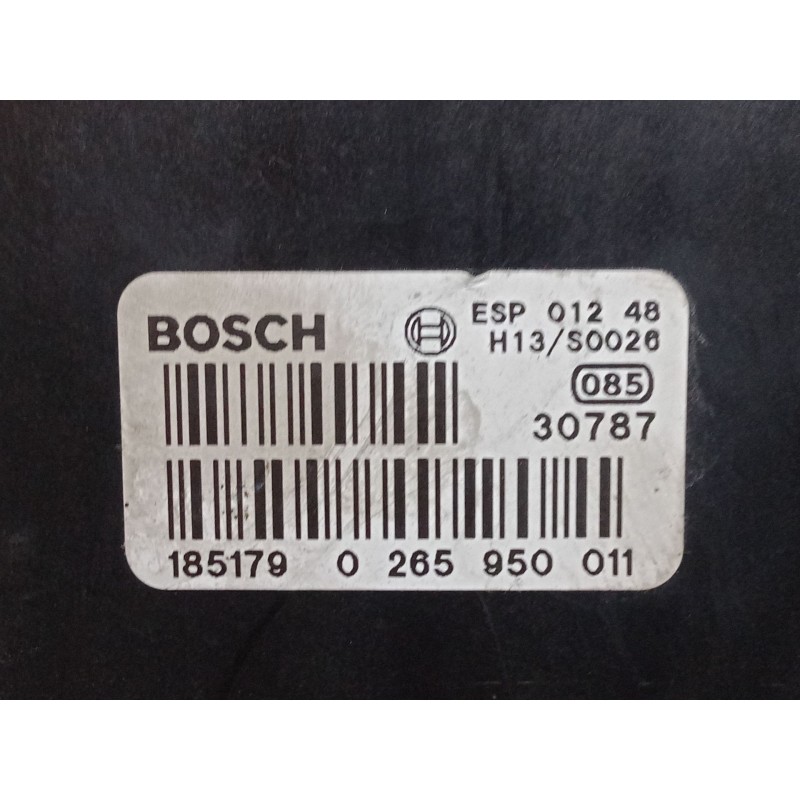 BOSCH
ESP 012 48
H13/S0026
085
30787
185179 0 265 950 011